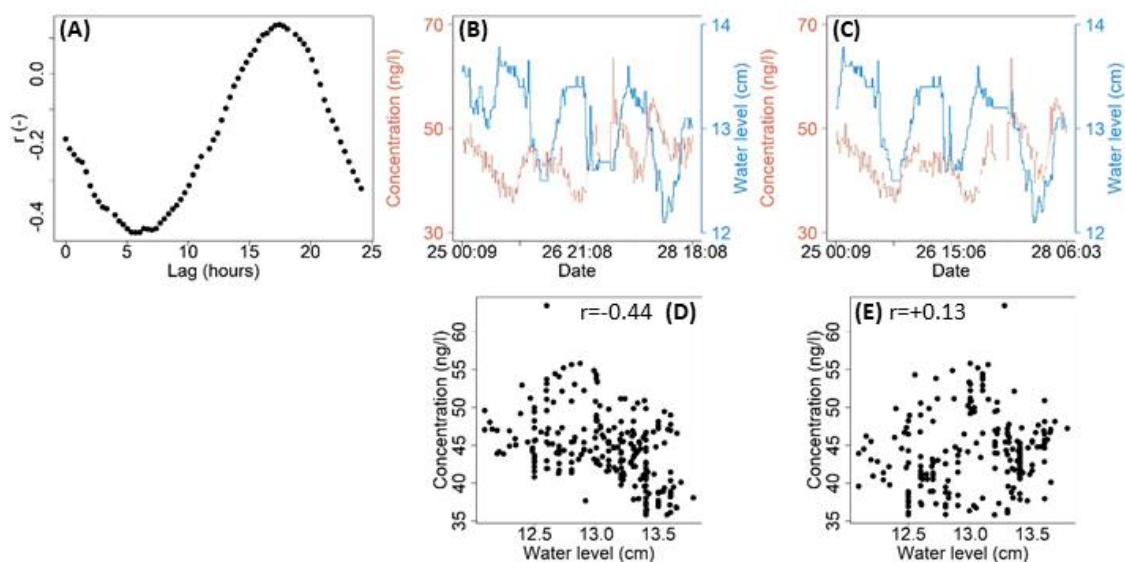 (A)
r (-)
0.0
-0.2
-0.4
0 5 10 15 20 25
Lag (hours)
(B)
Concentration (ng/l)
70
50
30
Water level (cm)
14
13
12
25 00:09 26 21:08 28 18:08
Date
(C)
Concentration (ng/l)
70
50
30
Water level (cm)
14
13
12
25 00:09 26 15:06 28 06:03
Date
r=-0.44 (D)
Concentration (ng/l)
60
55
50
45
40
35
12.5 13.0 13.5
Water level (cm)
(E) r=+0.13
Concentration (ng/l)
60
55
50
45
40
35
12.5 13.0 13.5
Water level (cm)